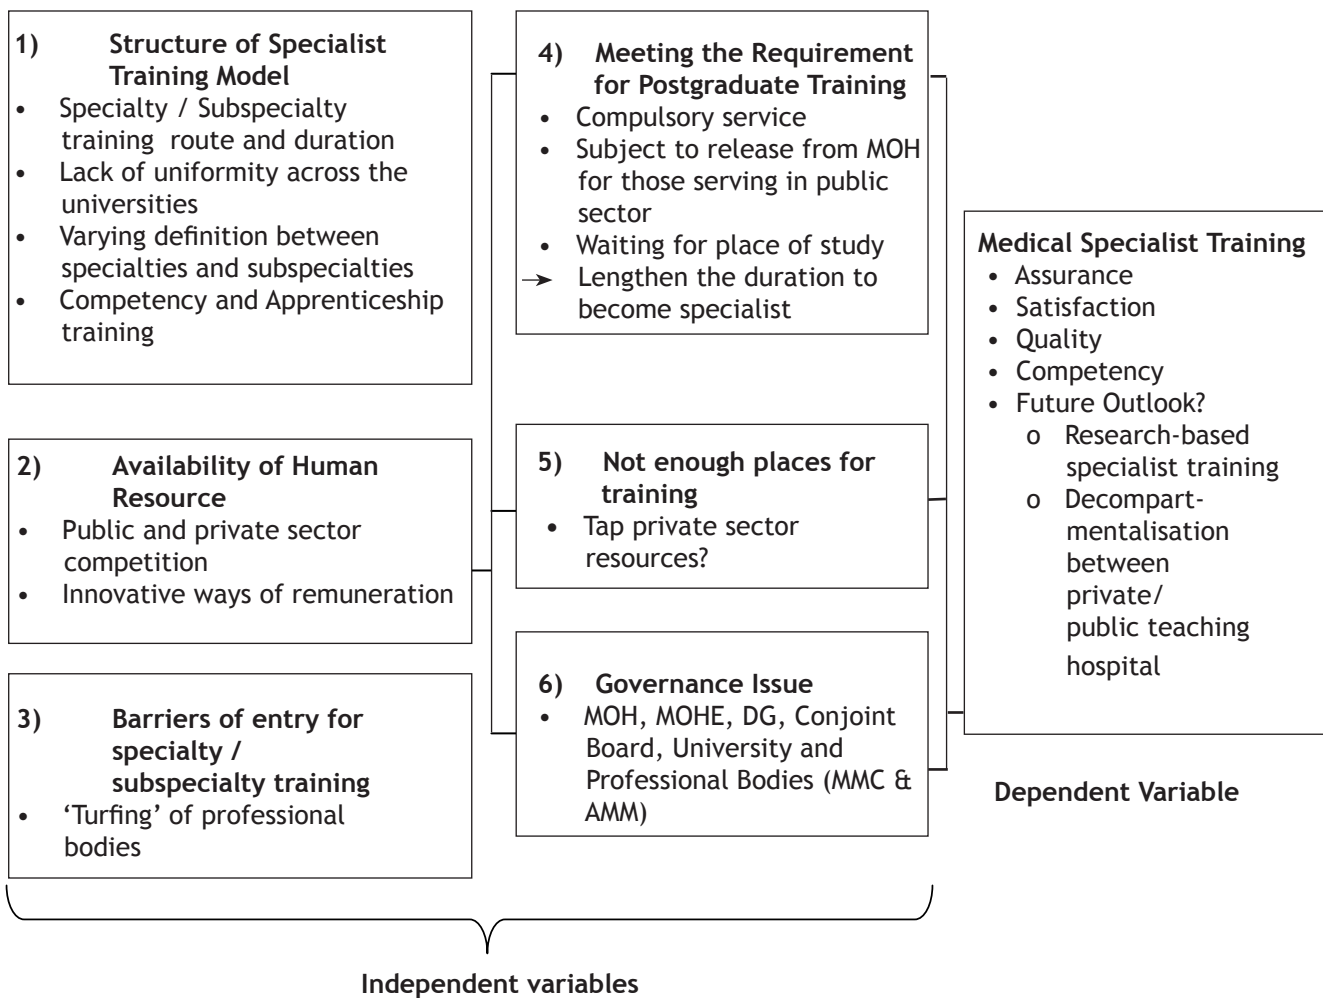 1) Structure of Specialist
Training Model
• Specialty / Subspecialty
training route and duration
• Lack of uniformity across the
universities
• Varying definition between
specialties and subspecialties
• Competency and Apprenticeship
training
2) Availability of Human
Resource
• Public and private sector
competition
• Innovative ways of remuneration
3) Barriers of entry for
specialty /
subspecialty training
• ‘Turfing’ of professional
bodies
4) Meeting the Requirement
for Postgraduate Training
• Compulsory service
• Subject to release from MOH
for those serving in public
sector
• Waiting for place of study
→ Lengthen the duration to
become specialist
5) Not enough places for
training
• Tap private sector
resources?
6) Governance Issue
• MOH, MOHE, DG, Conjoint
Board, University and
Professional Bodies (MMC &
AMM)
Medical Specialist Training
• Assurance
• Satisfaction
• Quality
• Competency
• Future Outlook?
o Research-based
specialist training
o Decompart-
mentalisation
between
private/
public teaching
hospital
Dependent Variable
Independent variables